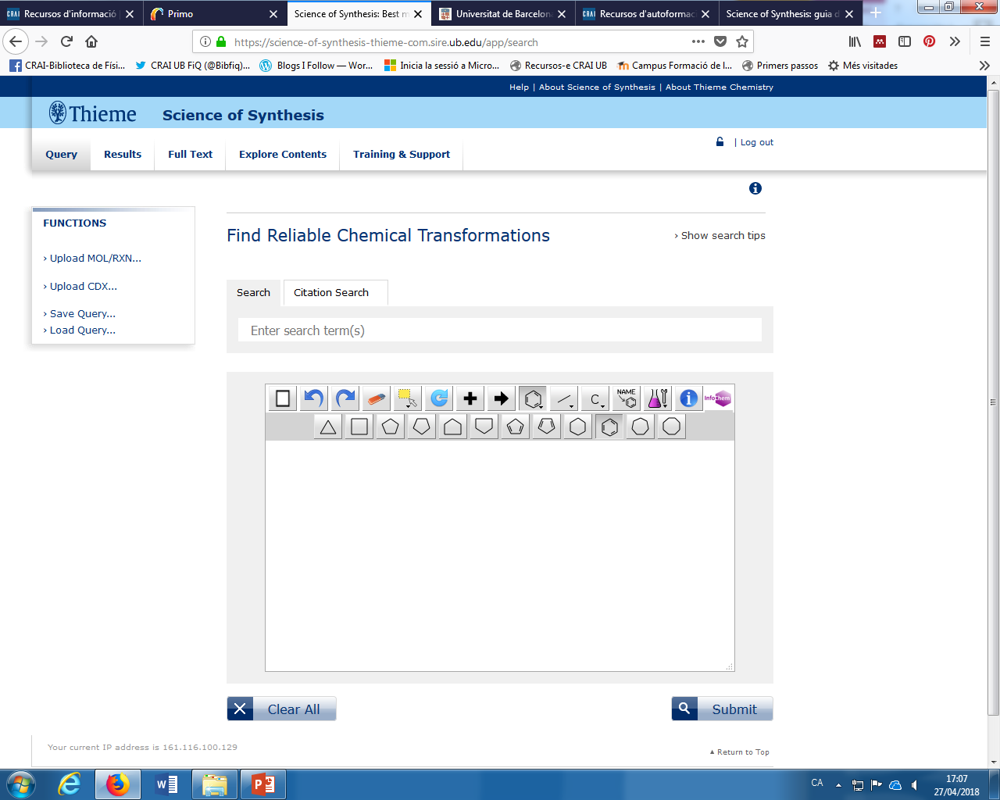 Recursos d'informació
Primo
Science of Synthesis: Best m
Universitat de Barcelona
Recursos d'autoformac
Science of Synthesis: guia d
https://science-of-synthesis-thieme-com.sire.ub.edu/app/search
CRAI-Biblioteca de Físi...
CRAI UB FiQ (@Bibfiq)...
Blogs I Follow — Wor...
Inicia la sessió a Micro...
Recursos-e CRAI UB
Campus Formació de l...
Primers passos
Més visitades
Help | About Science of Synthesis | About Thieme Chemistry
Thieme
Science of Synthesis
Query
Results
Full Text
Explore Contents
Training & Support
| Log out
FUNCTIONS
› Upload MOL/RXN...
› Upload CDX...
› Save Query...
› Load Query...
Find Reliable Chemical Transformations
› Show search tips
Search
Citation Search
Enter search term(s)
C
NAME
InfoChem
Clear All
Submit
Your current IP address is 161.116.100.129
▲ Return to Top
CA
17:07
27/04/2018